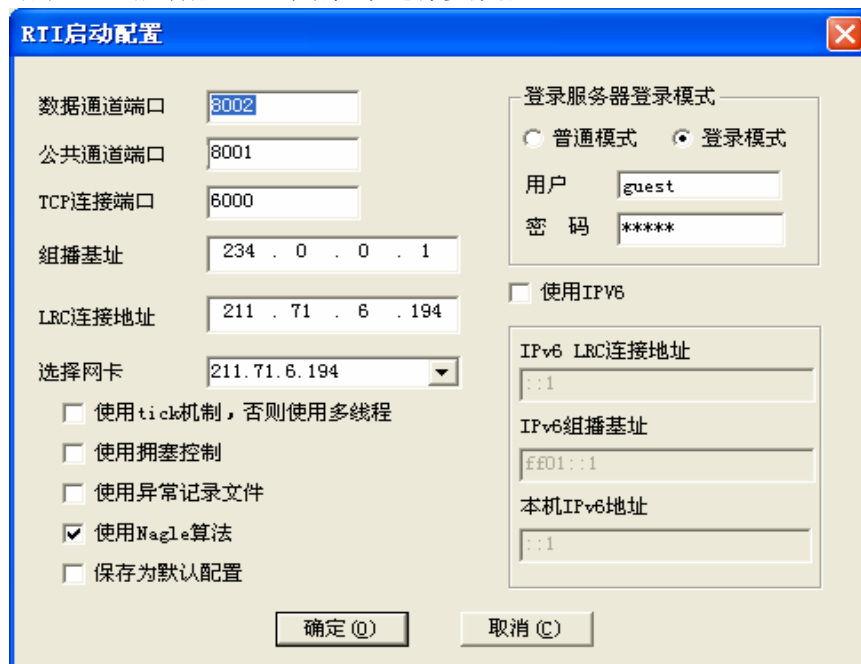 RTI启动配置
数据通道端口
8002
公共通道端口
8001
TCP连接端口
6000
组播基址
234 . 0 . 0 . 1
LRC连接地址
211 . 71 . 6 . 194
选择网卡
211.71.6.194
使用tick机制，否则使用多线程
使用拥塞控制
使用异常记录文件
使用Nagle算法
保存为默认配置
登录服务器登录模式
普通模式 登录模式
用户
guest
密 码
*****
使用IPV6
IPv6 LRC连接地址
::1
IPv6组播基址
ff01::1
本机IPv6地址
::1
确定(O) 取消(C)